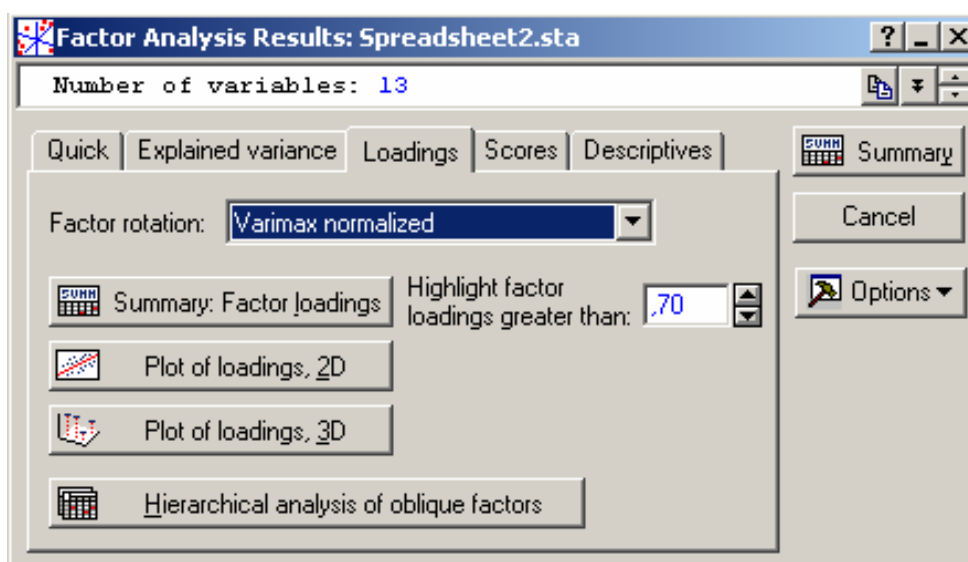 Factor Analysis Results: Spreadsheet2.sta
Number of variables: 13
Quick Explained variance Loadings Scores Descriptives
Summary
Factor rotation: Varimax normalized
Cancel
Summary: Factor loadings
Highlight factor
loadings greater than: ,70
Options
Plot of loadings, 2D
Plot of loadings, 3D
Hierarchical analysis of oblique factors